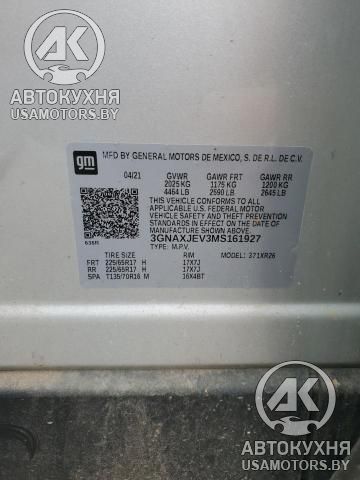 АК
АВТОКУХНЯ
USAMOTORS.BY
gm
MFD BY GENERAL MOTORS DE MEXICO, S. DE R.L. DE C.V.
04/21 GVWR GAWR FRT GAWR RR
2025 KG 1175 KG 1200 KG
4464 LB 2590 LB 2645 LB
THIS VEHICLE CONFORMS TO ALL APPLICABLE
U.S. FEDERAL MOTOR
VEHICLE SAFETY AND THEFT PREVENTION
STANDARDS IN EFFECT ON THE DATE OF
MANUFACTURE SHOWN ABOVE.
3GNAXJEV3MS161927
TYPE: M.P.V.
636R
TIRE SIZE RIM MODEL: 371XR26
FRT 225/65R17 H 17X7J
RR 225/65R17 H 17X7J
SPA T135/70R16 M 16X4BT
АК
АВТОКУХНЯ
USAMOTORS.BY